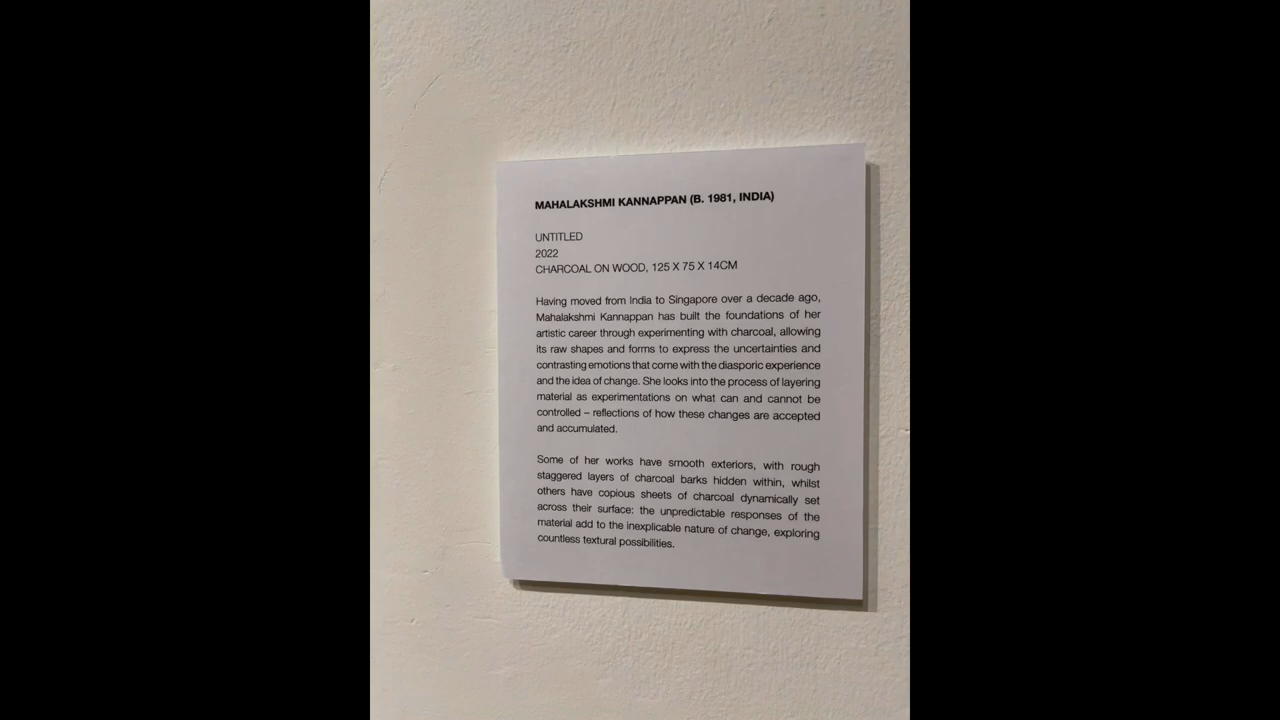 MAHALAKSHMI KANNAPPAN (B. 1981, INDIA)
UNTITLED
2022
CHARCOAL ON WOOD, 125 X 75 X 14CM
Having moved from India to Singapore over a decade ago,
Mahalakshmi Kannappan has built the foundations of her
artistic career through experimenting with charcoal, allowing
its raw shapes and forms to express the uncertainties and
contrasting emotions that come with the diasporic experience
and the idea of change. She looks into the process of layering
material as experimentations on what can and cannot be
controlled – reflections of how these changes are accepted
and accumulated.
Some of her works have smooth exteriors, with rough
staggered layers of charcoal barks hidden within, whilst
others have copious sheets of charcoal dynamically set
across their surface: the unpredictable responses of the
material add to the inexplicable nature of change, exploring
countless textural possibilities.